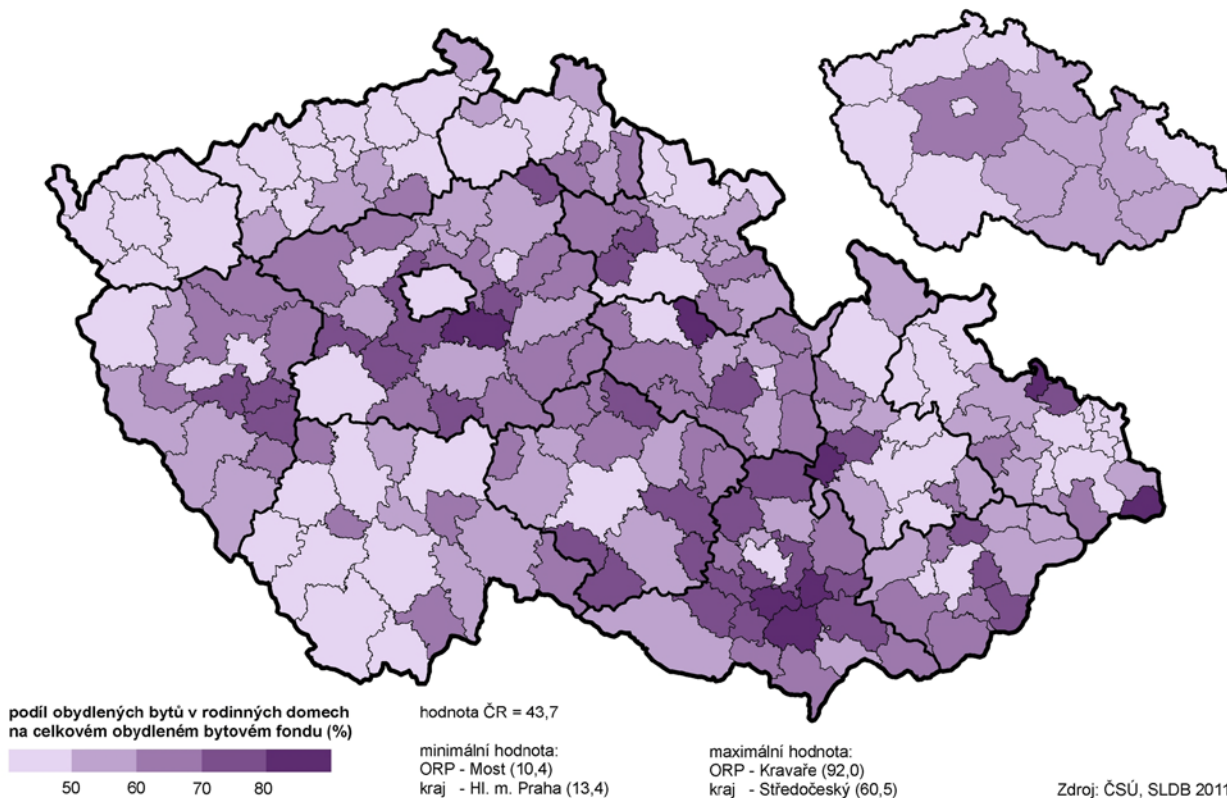 podíl obydlených bytů v rodinných domech
na celkovém obydleném bytovém fondu (%)
50 60 70 80
hodnota ČR = 43,7
minimální hodnota:
ORP - Most (10,4)
kraj - Hl. m. Praha (13,4)
maximální hodnota:
ORP - Kravaře (92,0)
kraj - Středočeský (60,5)
Zdroj: ČSÚ, SLDB 2011